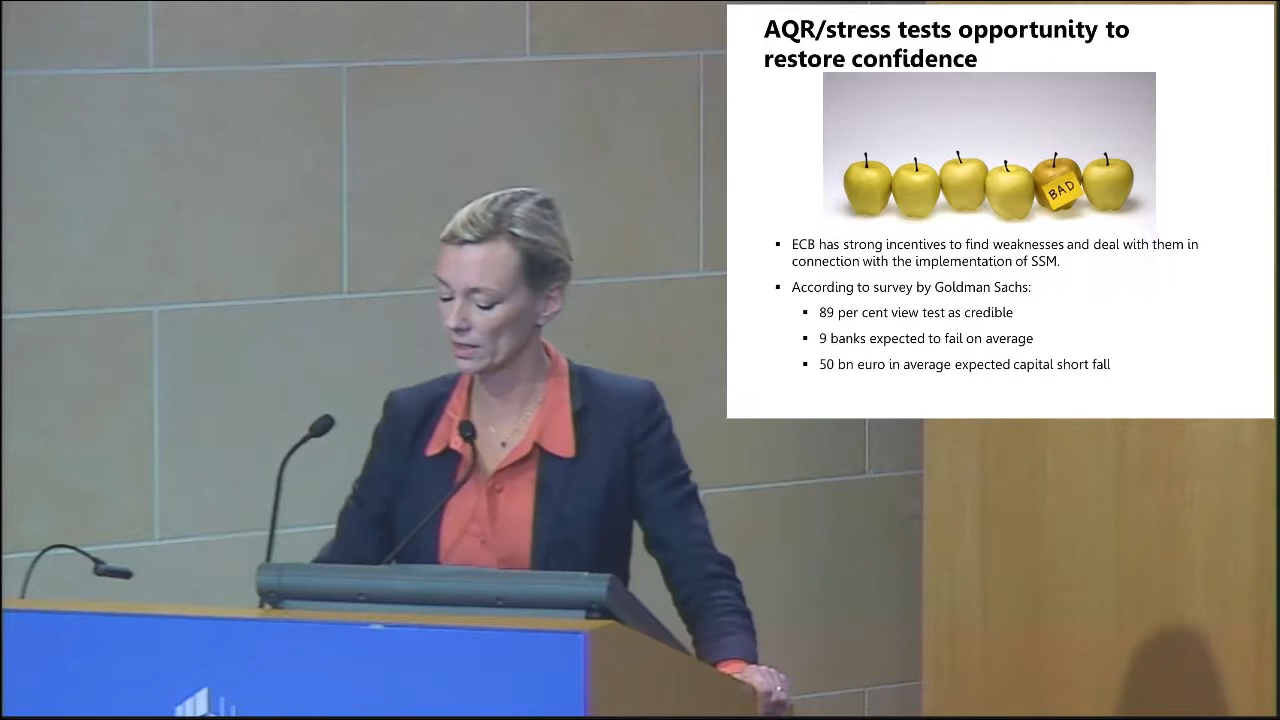 AQR/stress tests opportunity to
restore confidence
BAD
▪ ECB has strong incentives to find weaknesses and deal with them in
connection with the implementation of SSM.
▪ According to survey by Goldman Sachs:
▪ 89 per cent view test as credible
▪ 9 banks expected to fail on average
▪ 50 bn euro in average expected capital short fall